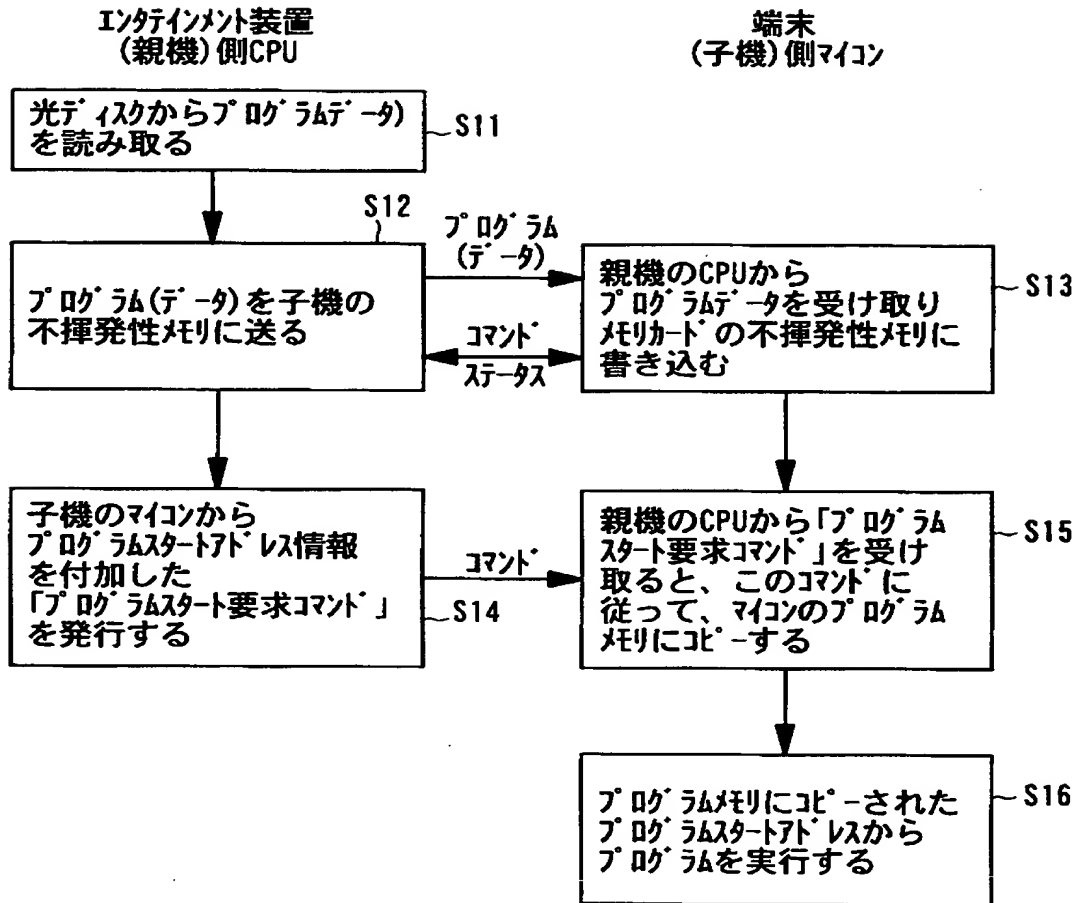 エンタテインメント装置
(親機)側CPU
端末
(子機)側マイコン
光ディスクからプログラムデータ)
を読み取る
S11
S12
プログラム(データ)を子機の
不揮発性メモリに送る
プログラム
(データ)
コマンド
ステータス
親機のCPUから
プログラムデータを受け取り
メモリカードの不揮発性メモリに
書き込む
S13
子機のマイコンから
プログラムスタートアドレス情報
を付加した
「プログラムスタート要求コマンド」
を発行する
S14
コマンド
親機のCPUから「プログラム
スタート要求コマンド」を受け
取ると、このコマンドに
従って、マイコンのプログラム
メモリにコピーする
S15
プログラムメモリにコピーされた
プログラムスタートアドレスから
プログラムを実行する
S16